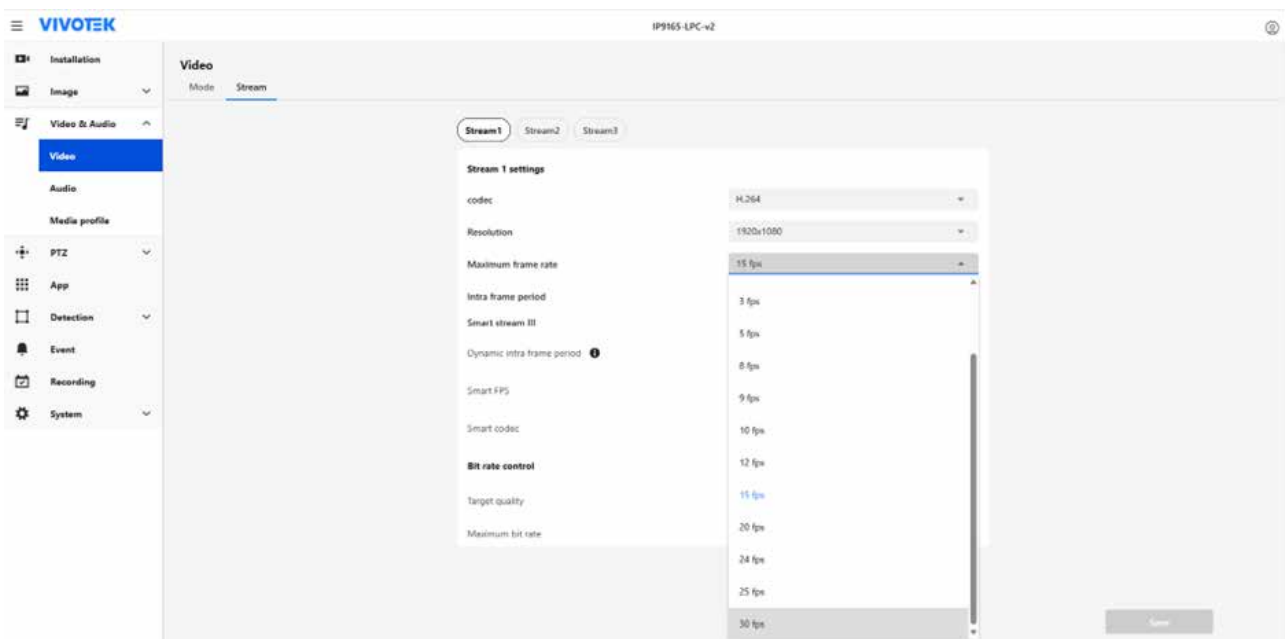 VIVOTEK
IP9165-LPC-v2
Installation
Image
Video & Audio
Video
Audio
Media profile
PTZ
App
Detection
Event
Recording
System
Video
Mode Stream
Stream1 Stream2 Stream3
Stream 1 settings
codec H.264
Resolution 1920x1080
Maximum frame rate 15 fps
Intra frame period
Smart stream III
Dynamic intra frame period
Smart FPS
Smart codec
Bit rate control
Target quality
Maximum bit rate
3 fps
5 fps
8 fps
9 fps
10 fps
12 fps
15 fps
20 fps
24 fps
25 fps
30 fps
Save